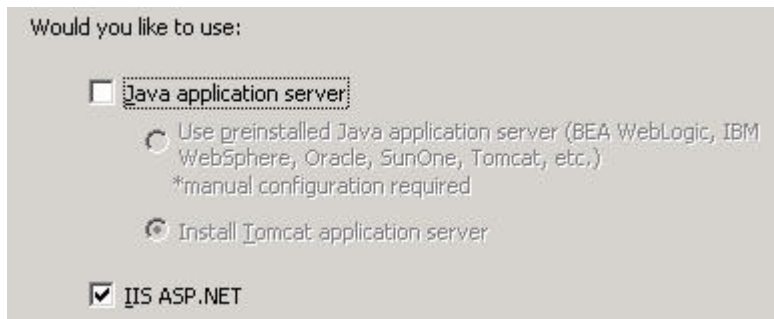 Would you like to use:
Java application server
Use preinstalled Java application server (BEA WebLogic, IBM
WebSphere, Oracle, SunOne, Tomcat, etc.)
*manual configuration required
Install Tomcat application server
IIS ASP.NET